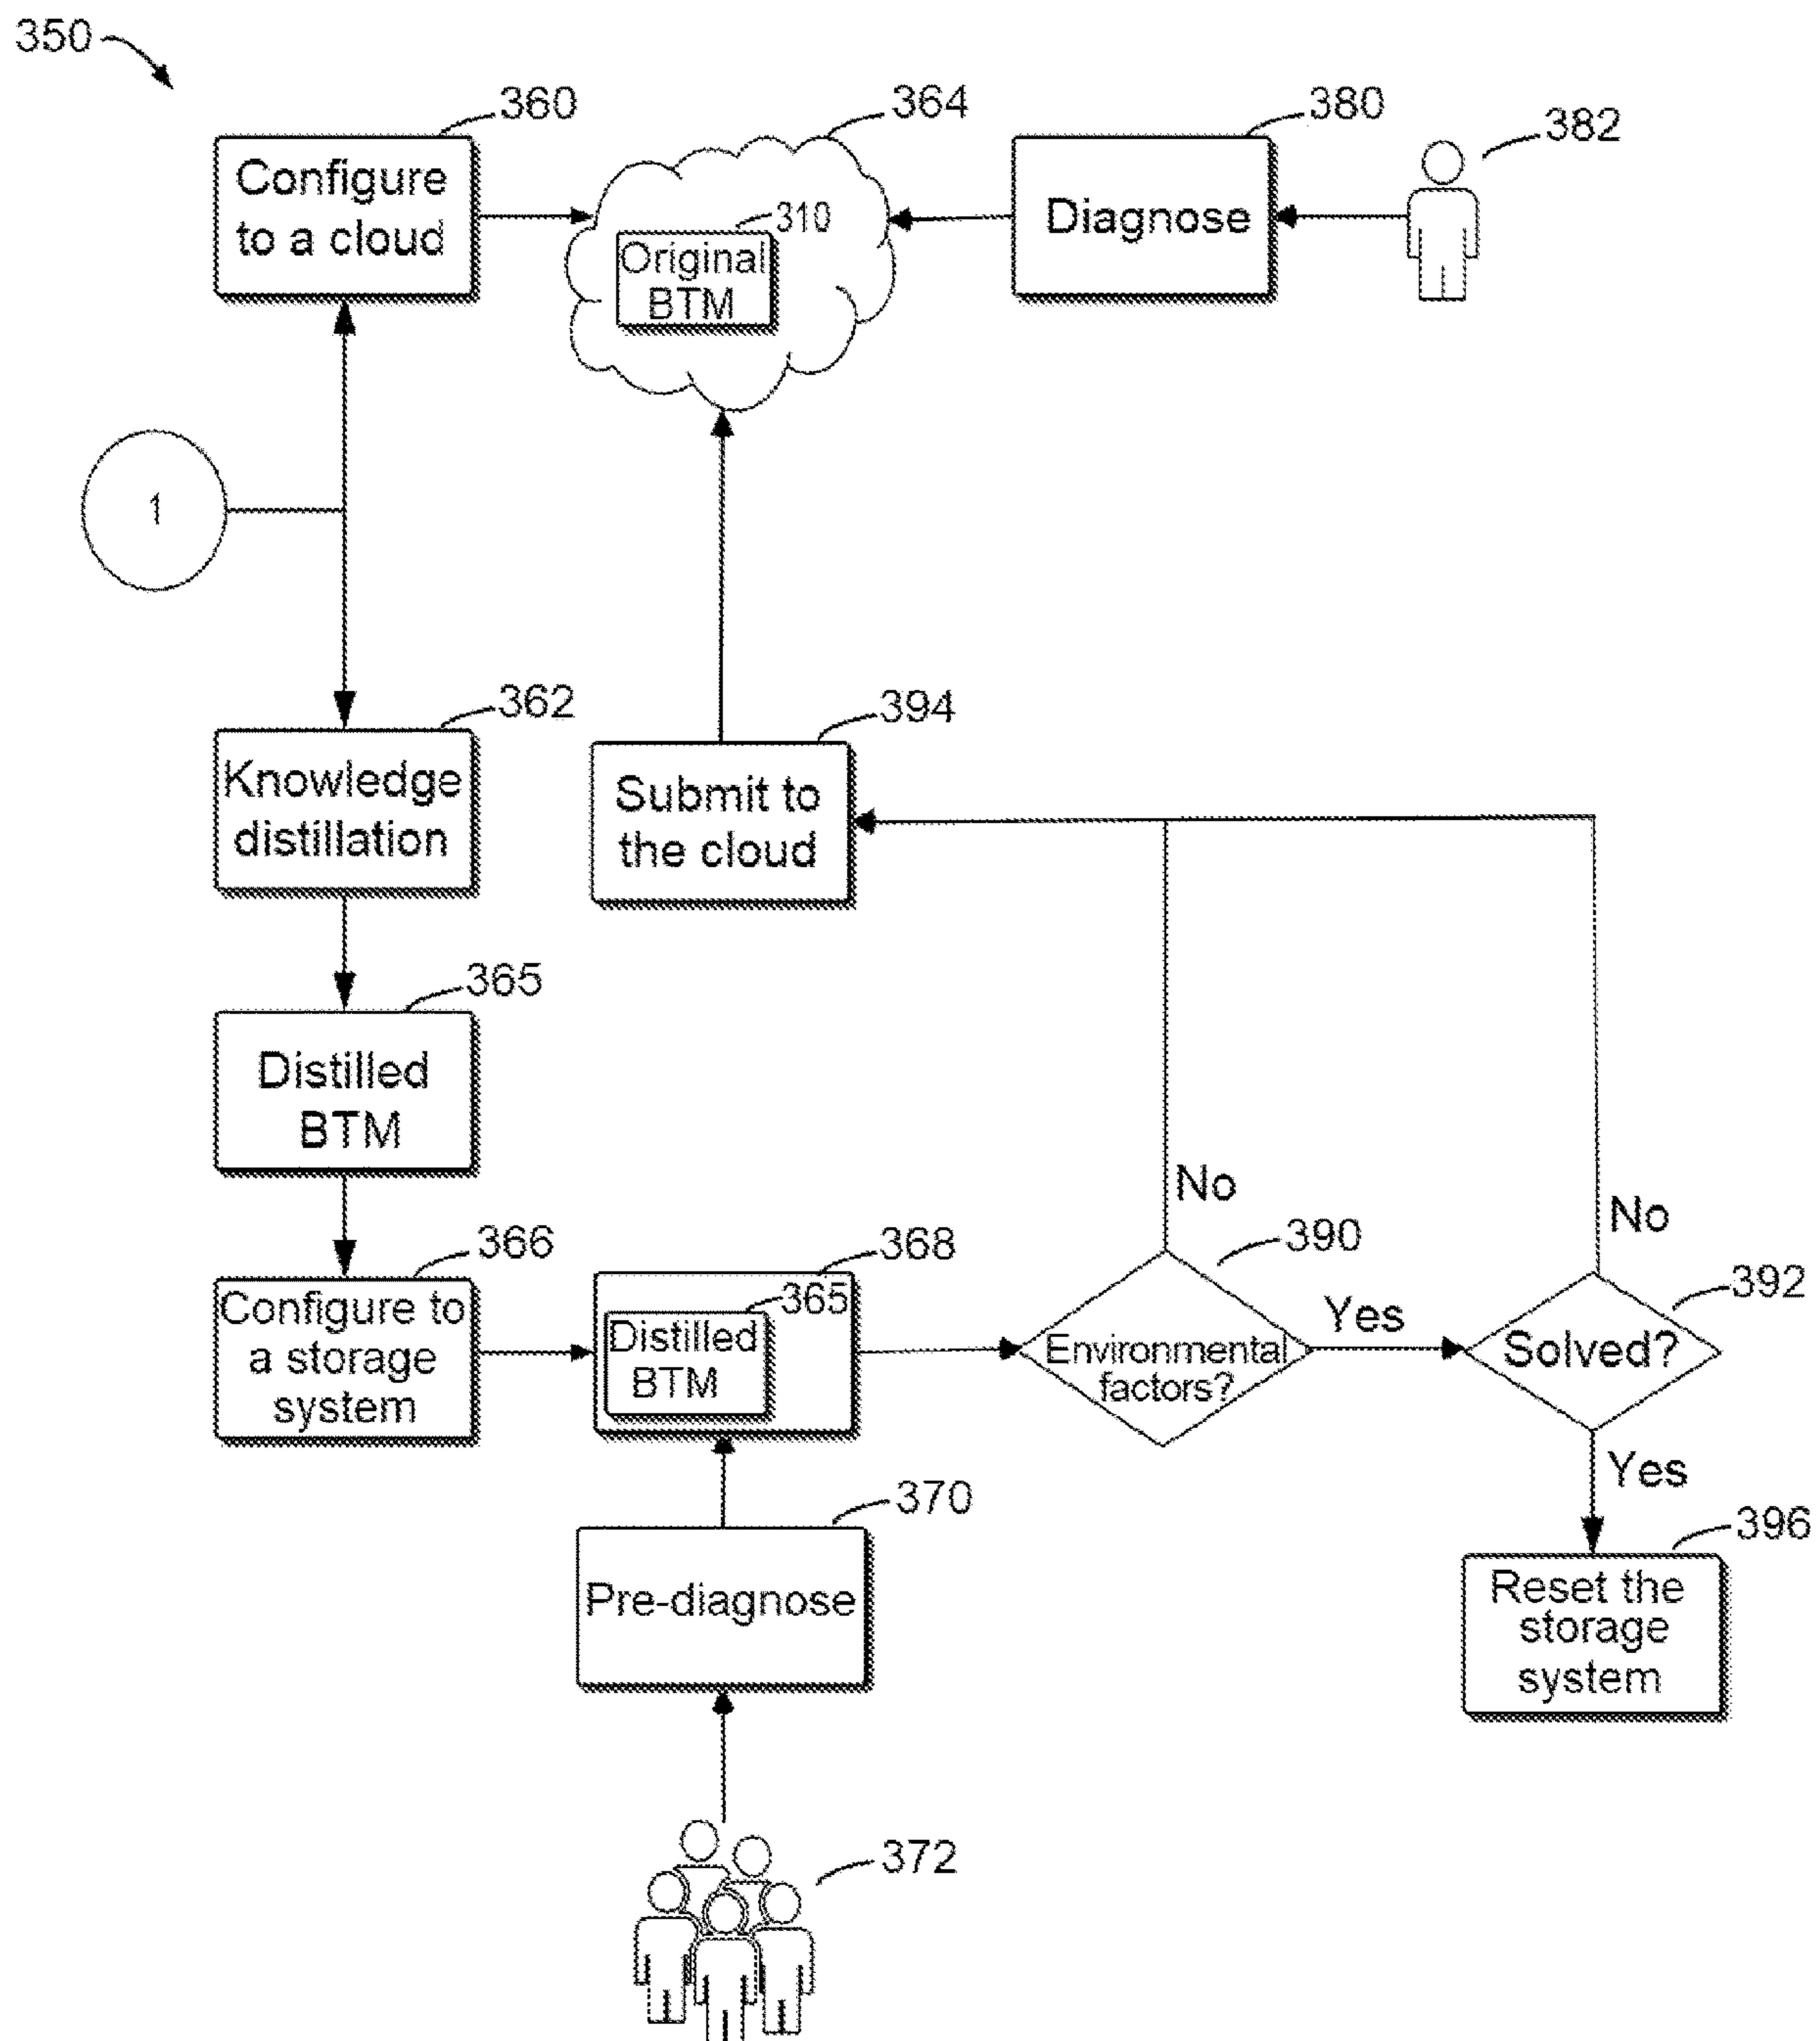 350
360
364
380
382
Configure
to a cloud
310
Original
BTM
Diagnose
1
362
394
Knowledge
distillation
Submit to
the cloud
365
Distilled
BTM
No
No
366
368
390
392
Configure to
a storage
system
365
Distilled
BTM
Environmental
factors?
Yes
Solved?
Yes
370
396
Pre-diagnose
Reset the
storage
system
372